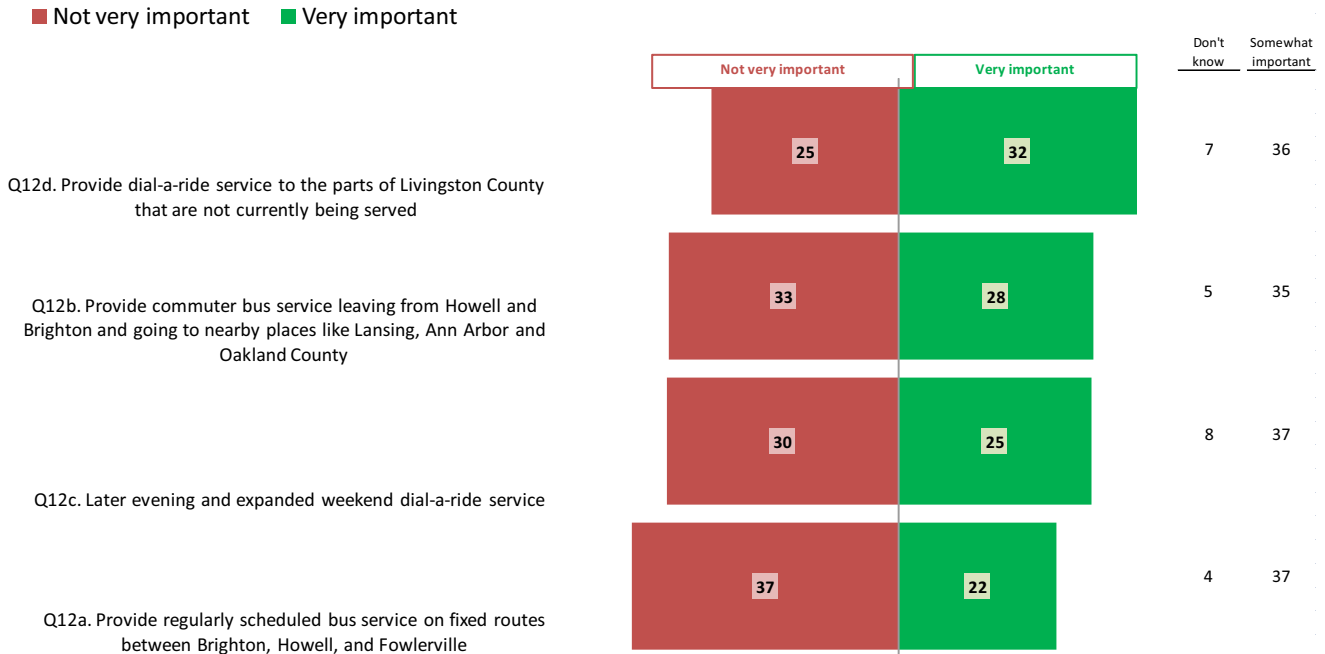 Not very important Very important
Don't know
Somewhat important
Not very important Very important
25 32 7 36
Q12d. Provide dial-a-ride service to the parts of Livingston County
that are not currently being served
33 28 5 35
Q12b. Provide commuter bus service leaving from Howell and
Brighton and going to nearby places like Lansing, Ann Arbor and
Oakland County
30 25 8 37
Q12c. Later evening and expanded weekend dial-a-ride service
37 22 4 37
Q12a. Provide regularly scheduled bus service on fixed routes
between Brighton, Howell, and Fowlerville